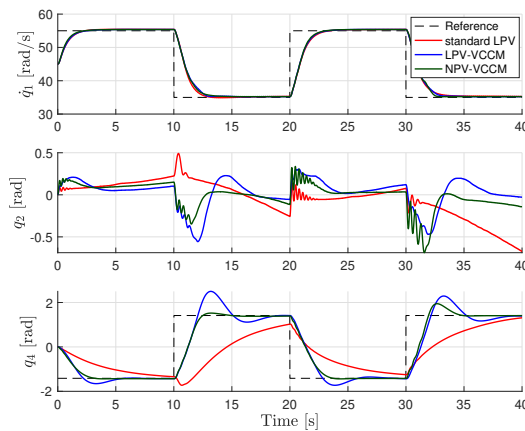 60
50
40
30
q̇₁ [rad/s]
Reference
standard LPV
LPV-VCCM
NPV-VCCM
0 5 10 15 20 25 30 35 40
0.5
0
-0.5
q₂ [rad]
0 5 10 15 20 25 30 35 40
2
0
-2
q₄ [rad]
0 5 10 15 20 25 30 35 40
Time [s]